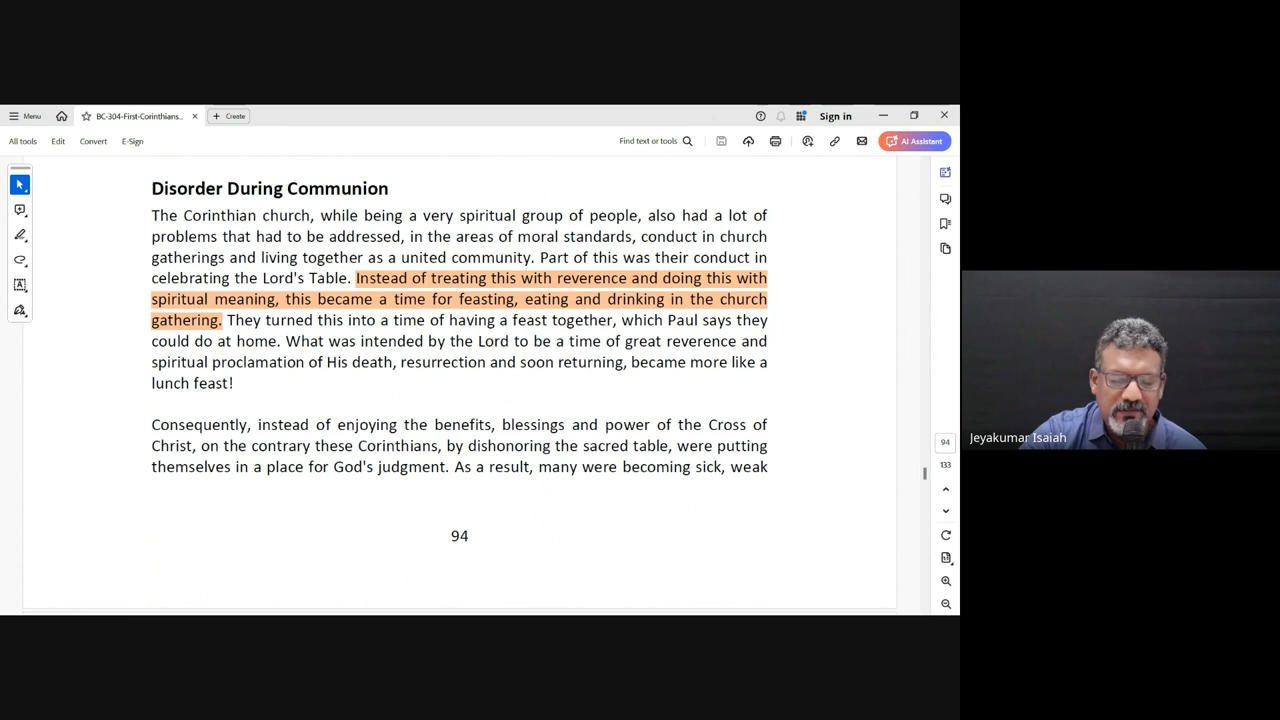 Menu
BC-304-First-Corinthians...
Create
Sign in
All tools
Edit
Convert
E-Sign
Find text or tools
AI Assistant
Disorder During Communion
The Corinthian church, while being a very spiritual group of people, also had a lot of
problems that had to be addressed, in the areas of moral standards, conduct in church
gatherings and living together as a united community. Part of this was their conduct in
celebrating the Lord's Table. Instead of treating this with reverence and doing this with
spiritual meaning, this became a time for feasting, eating and drinking in the church
gathering. They turned this into a time of having a feast together, which Paul says they
could do at home. What was intended by the Lord to be a time of great reverence and
spiritual proclamation of His death, resurrection and soon returning, became more like a
lunch feast!
Consequently, instead of enjoying the benefits, blessings and power of the Cross of
Christ, on the contrary these Corinthians, by dishonoring the sacred table, were putting
themselves in a place for God's judgment. As a result, many were becoming sick, weak
94
94
133
Jeyakumar Isaiah